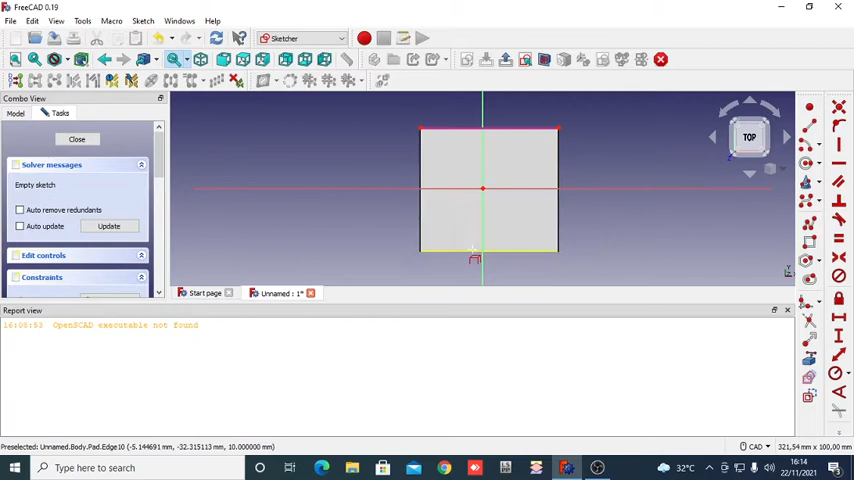 FreeCAD 0.19
File Edit View Tools Macro Sketch Windows Help
Sketcher
Combo View
Model Tasks
Close
Solver messages
Empty sketch
Auto remove redundants
Auto update Update
Edit controls
Constraints
TOP
Z
Y
X
Start page Unnamed : 1*
Report view
16:05:53 OpenSCAD executable not found
Preselected: Unnamed.Body.Pad.Edge10 (-5.144691 mm, -32.315113 mm, 10.000000 mm) CAD 321,54 mm x 100,00 mm
Type here to search
32°C
16:14
22/11/2021